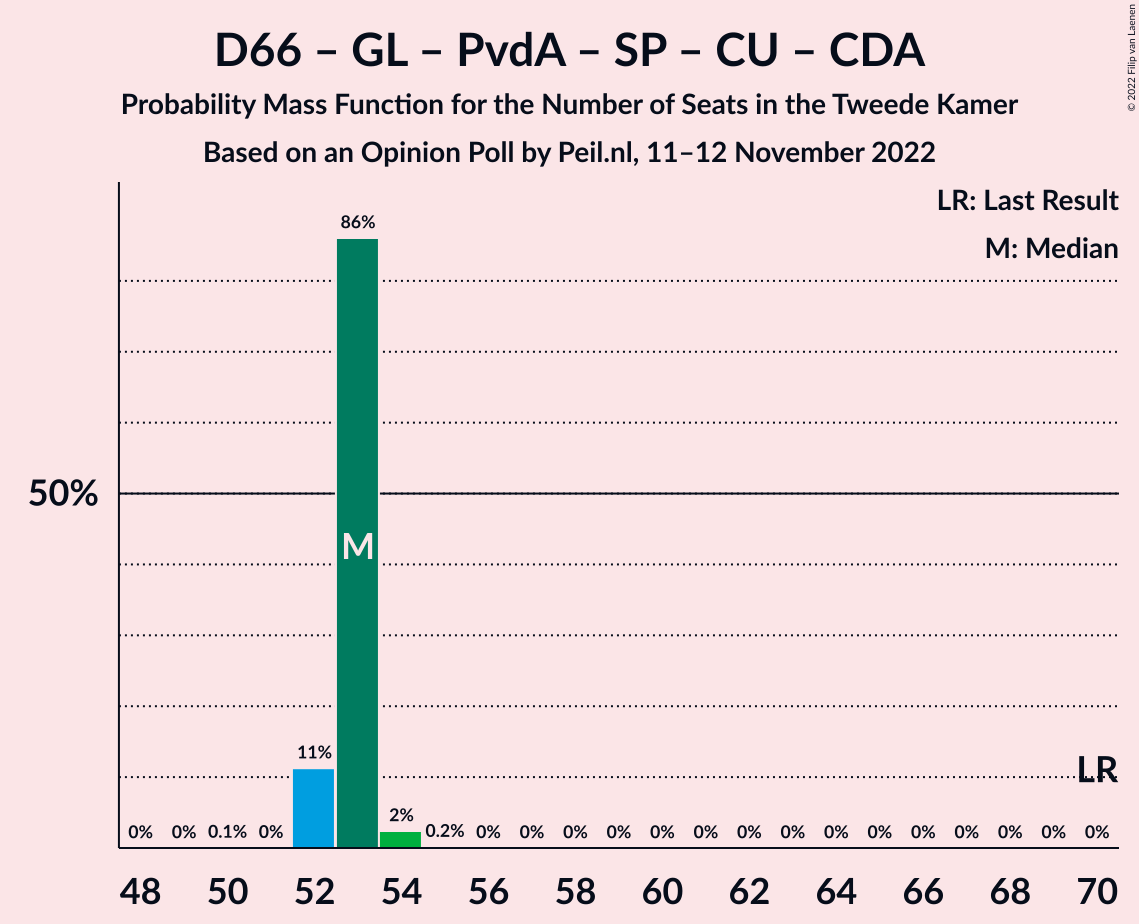 D66 – GL – PvdA – SP – CU – CDA
Probability Mass Function for the Number of Seats in the Tweede Kamer
Based on an Opinion Poll by Peil.nl, 11–12 November 2022
© 2022 Filip van Laenen
LR: Last Result
M: Median
86%
50%
M
11%
LR
2%
0% 0% 0.1% 0% 0.2% 0% 0% 0% 0% 0% 0% 0% 0% 0% 0% 0% 0% 0% 0% 0%
48 50 52 54 56 58 60 62 64 66 68 70